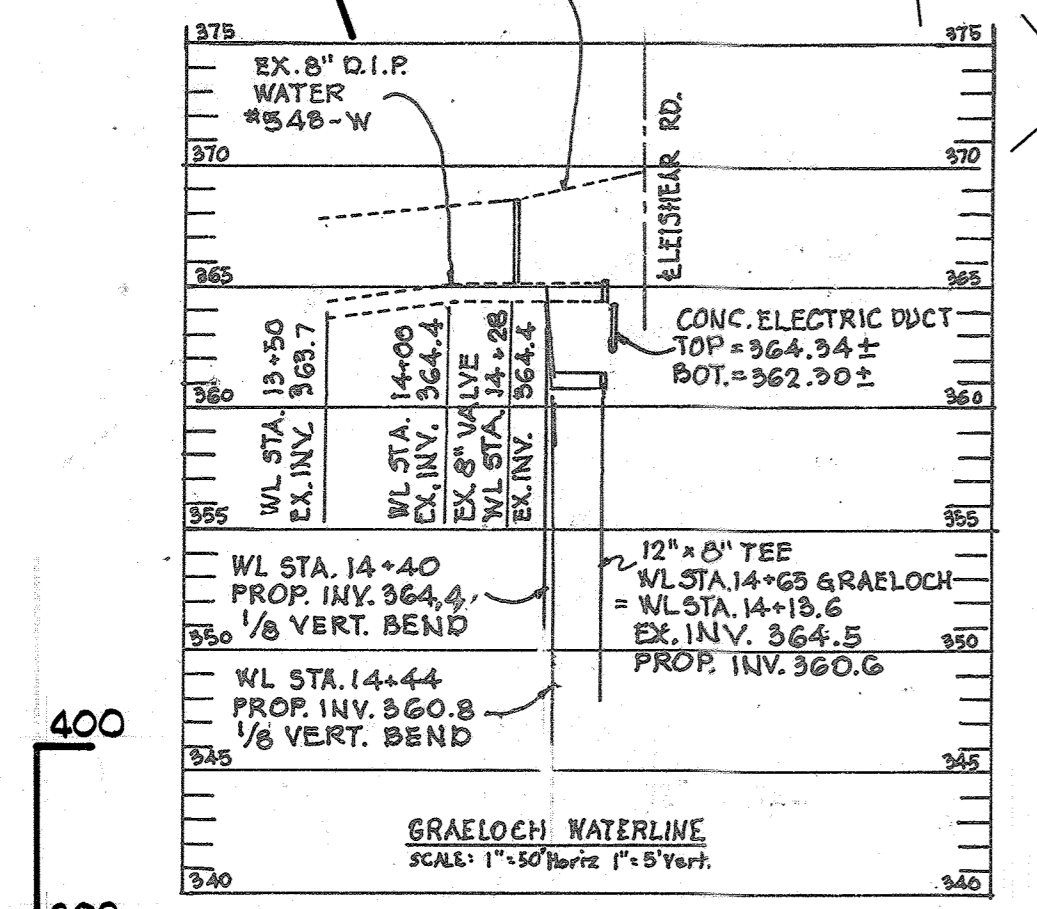 375
375
EX. 8" D.I.P.
WATER
#548-W
370
370
℄ LEISHEAR RD.
365
365
CONC. ELECTRIC DUCT
TOP = 364.34 ±
BOT. = 362.30 ±
360
360
WL STA. 13+50
EX. INV. 363.7
WL STA. 14+00
EX. INV. 364.4
EX. 8" VALVE
WL STA. 14+28
EX. INV. 364.4
355
355
12" x 8" TEE
WL STA. 14+65 GRAELOCH
= WL STA. 14+13.6
EX. INV. 364.5
PROP. INV. 360.6
WL STA. 14+40
PROP. INV. 364.4
1/8 VERT. BEND
350
350
WL STA. 14+44
PROP. INV. 360.8
1/8 VERT. BEND
400
345
345
GRAELOCH WATERLINE
SCALE: 1"=50' Horiz 1"=5' Vert.
340
340